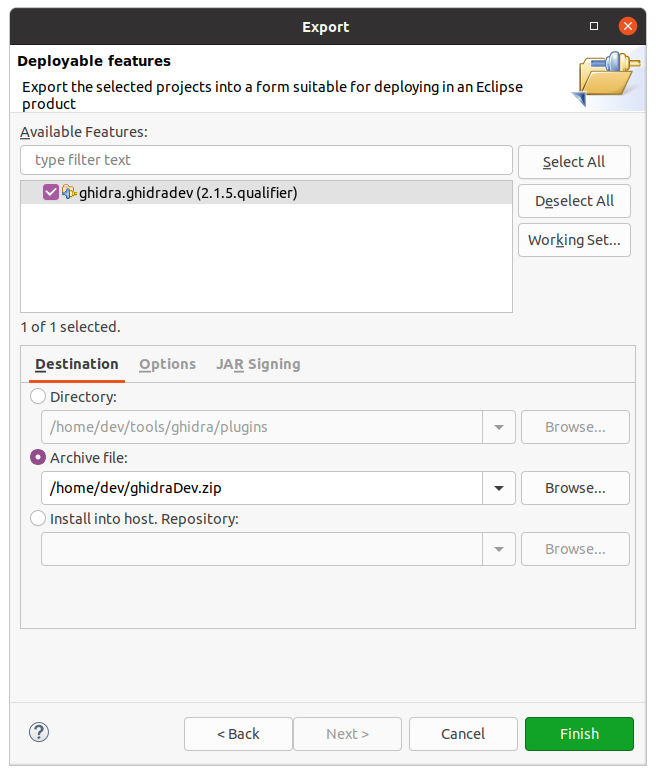 Export
Deployable features
Export the selected projects into a form suitable for deploying in an Eclipse
product
Available Features:
type filter text
Select All
ghidra.ghidradev (2.1.5.qualifier)
Deselect All
Working Set...
1 of 1 selected.
Destination Options JAR Signing
Directory:
/home/dev/tools/ghidra/plugins Browse...
Archive file:
/home/dev/ghidraDev.zip Browse...
Install into host. Repository:
Browse...
? < Back Next > Cancel Finish